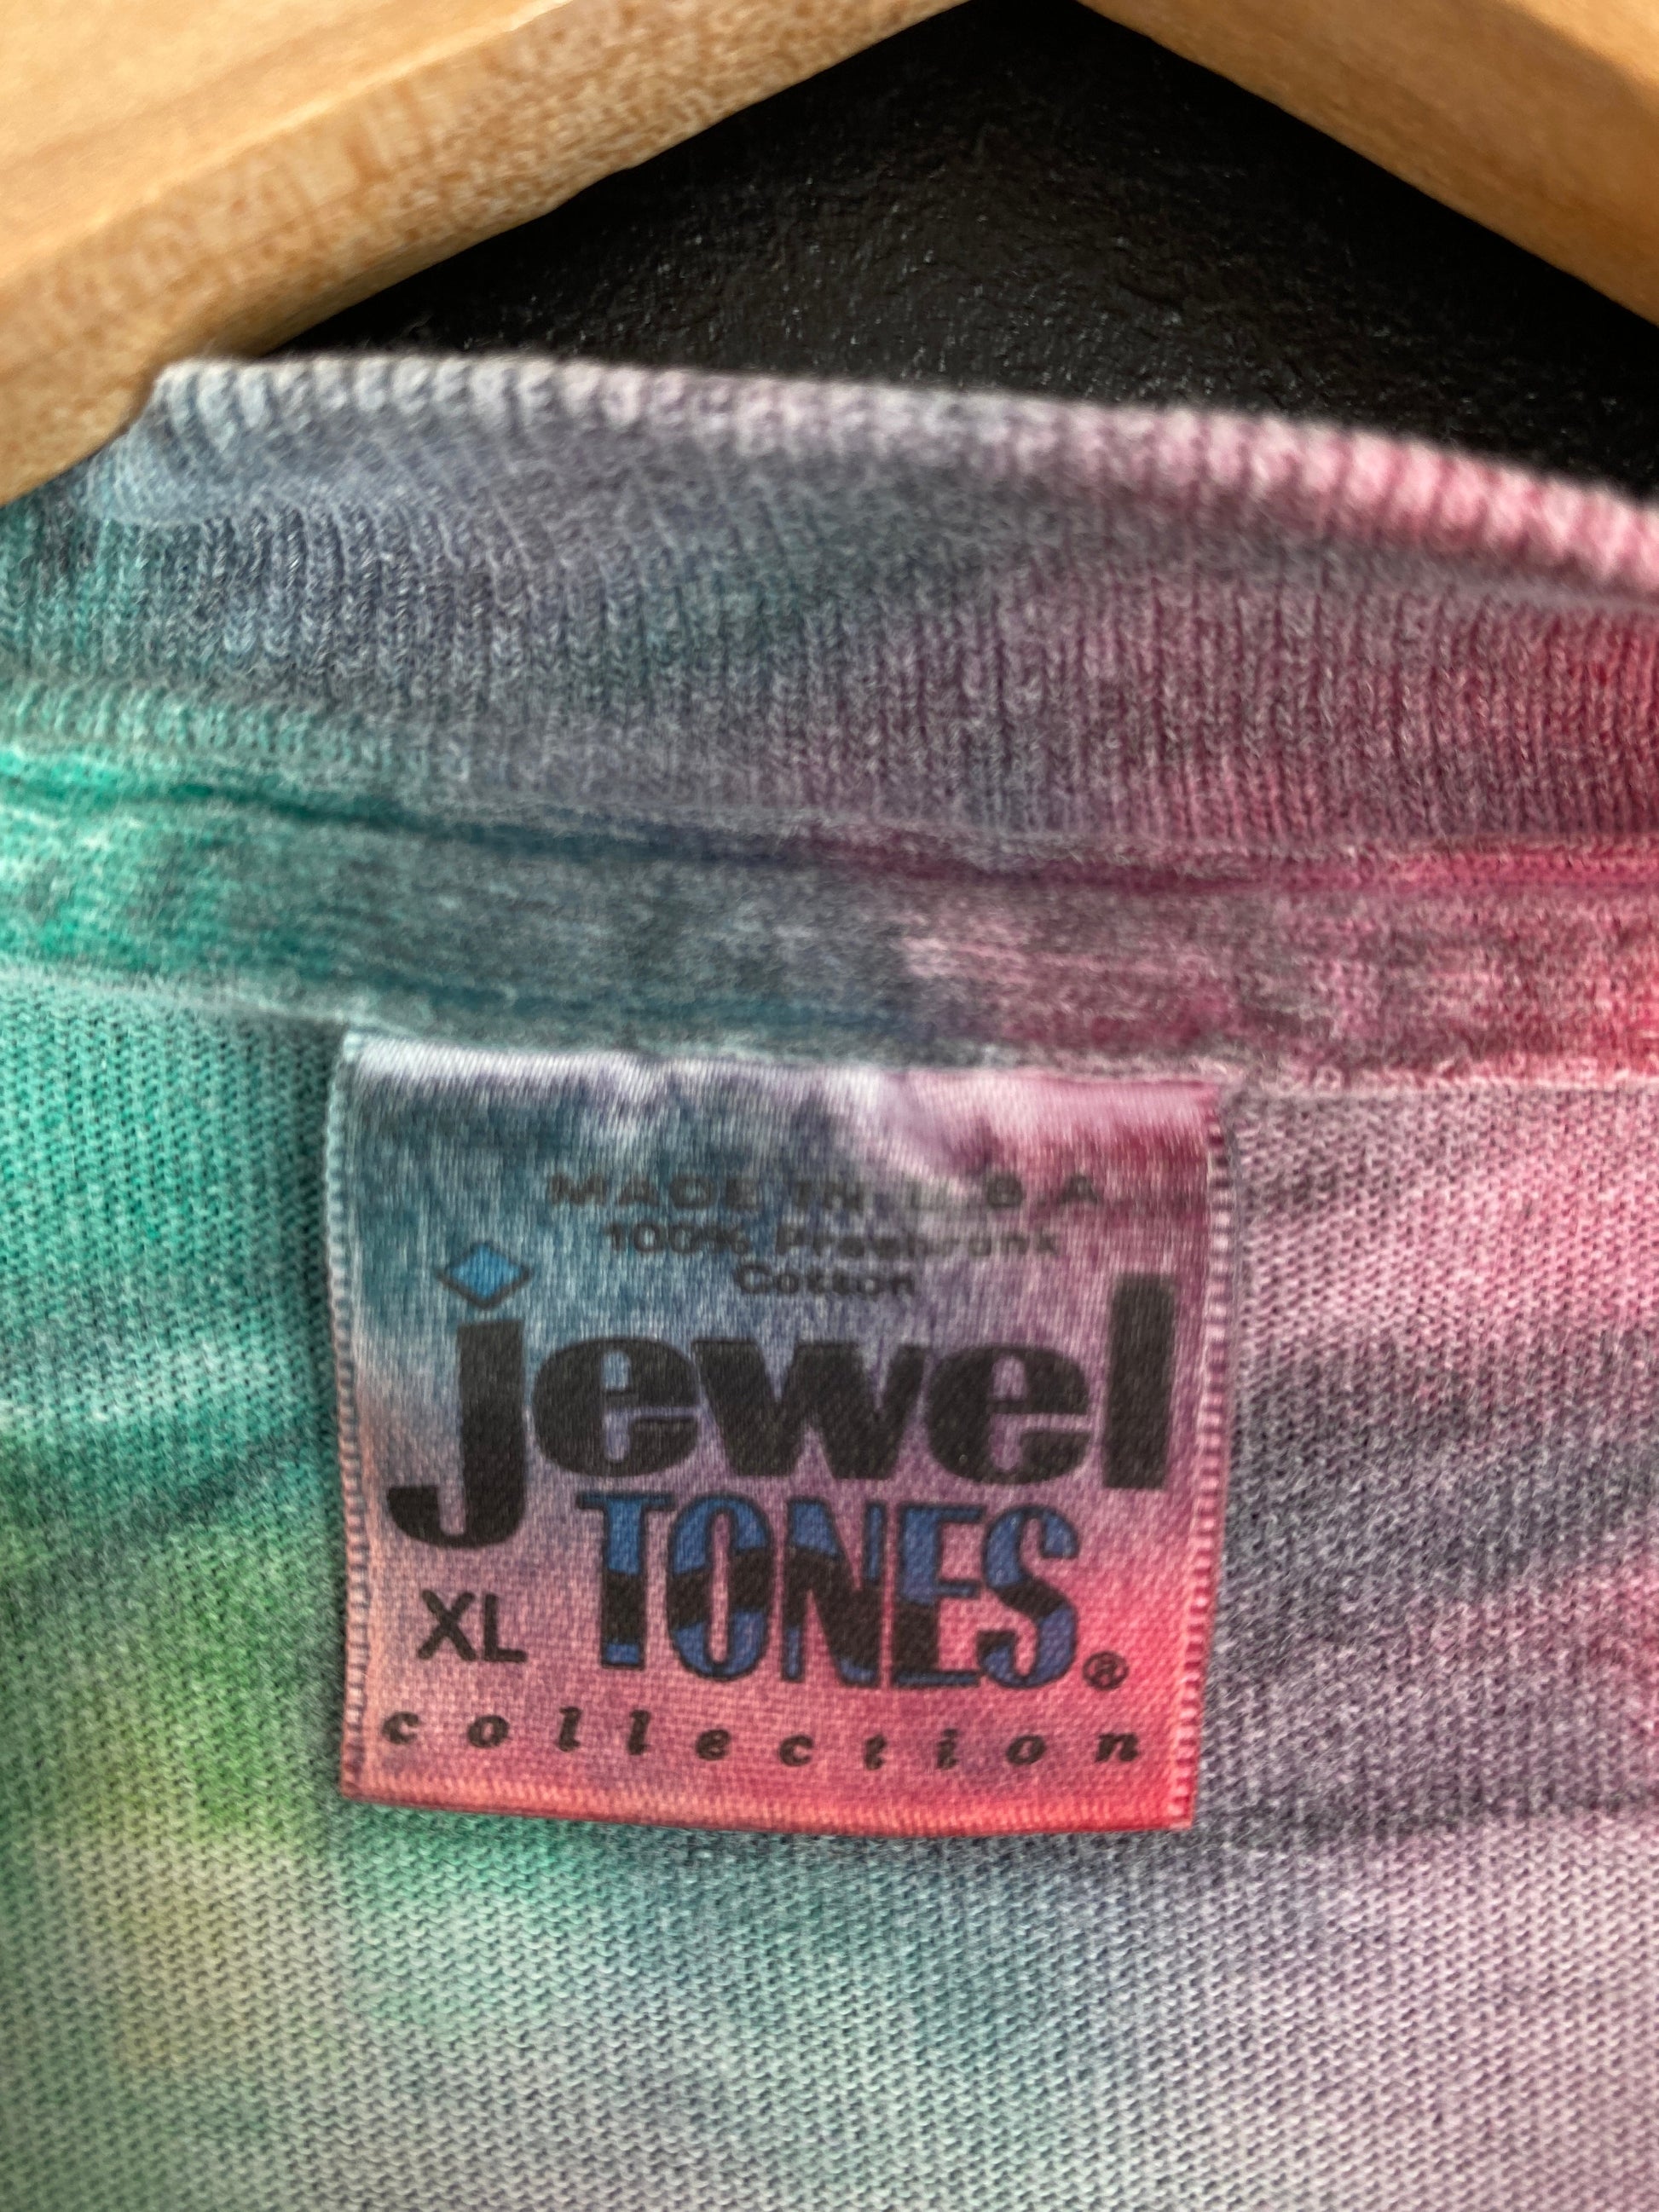 MADE IN U.S.A.
100% Preshrunk
Cotton
jewel
TONES®
XL
collection